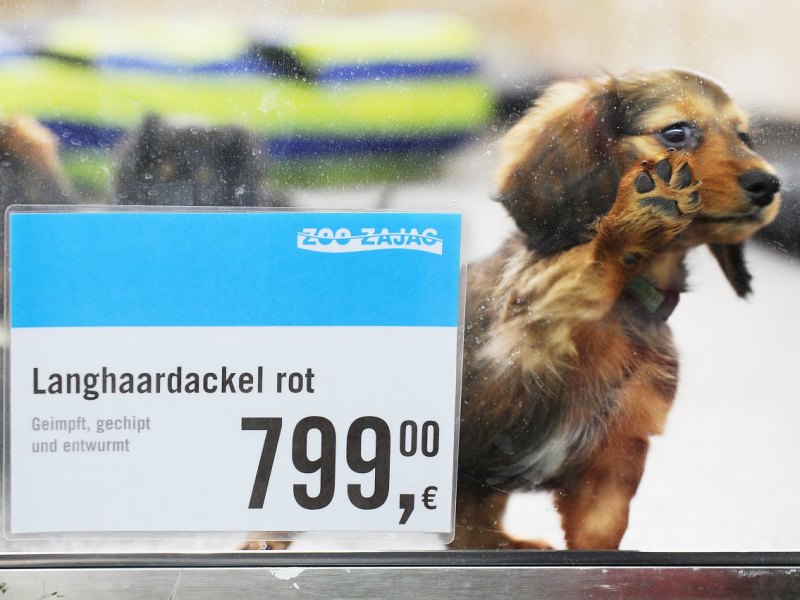 ZOO ZAJAC
Langhaardackel rot
Geimpft, gechipt
und entwurmt
799,00 €